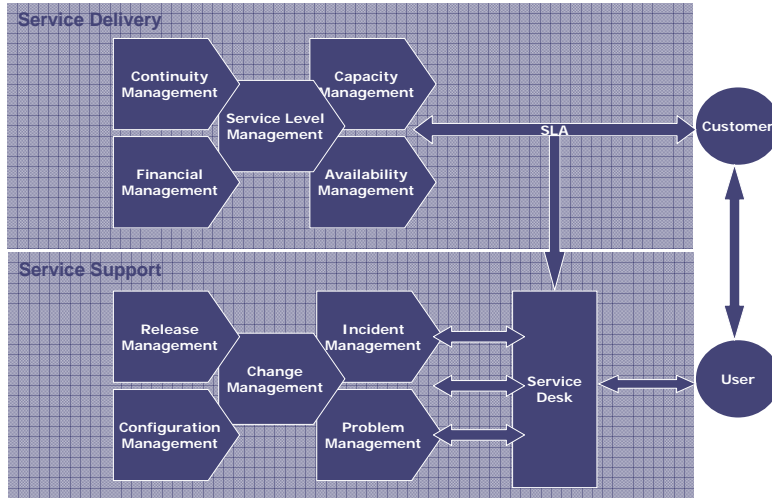 Service Delivery
Continuity
Management
Capacity
Management
Service Level
Management
SLA
Customer
Financial
Management
Availability
Management
Service Support
Release
Management
Incident
Management
Change
Management
Service
Desk
User
Configuration
Management
Problem
Management